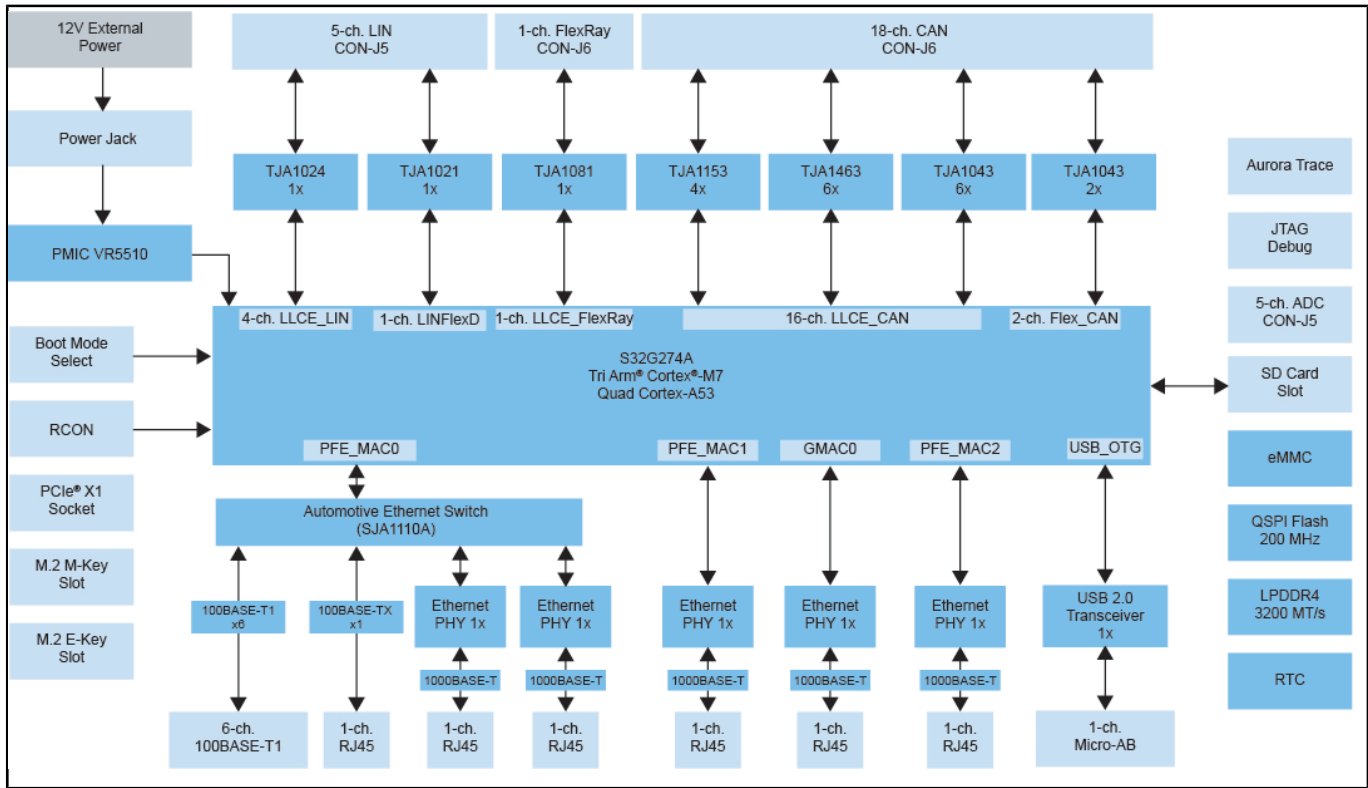 12V External
Power
5-ch. LIN
CON-J5
1-ch. FlexRay
CON-J6
18-ch. CAN
CON-J6
Power Jack
TJA1024
1x
TJA1021
1x
TJA1081
1x
TJA1153
4x
TJA1463
6x
TJA1043
6x
TJA1043
2x
Aurora Trace
PMIC VR5510
JTAG
Debug
4-ch. LLCE_LIN
1-ch. LINFlexD
1-ch. LLCE_FlexRay
16-ch. LLCE_CAN
2-ch. Flex_CAN
5-ch. ADC
CON-J5
Boot Mode
Select
S32G274A
Tri Arm® Cortex®-M7
Quad Cortex-A53
SD Card
Slot
RCON
PFE_MAC0
PFE_MAC1
GMAC0
PFE_MAC2
USB_OTG
eMMC
PCIe® X1
Socket
Automotive Ethernet Switch
(SJA1110A)
QSPI Flash
200 MHz
M.2 M-Key
Slot
100BASE-T1
x6
100BASE-TX
x1
Ethernet
PHY 1x
Ethernet
PHY 1x
Ethernet
PHY 1x
Ethernet
PHY 1x
Ethernet
PHY 1x
USB 2.0
Transceiver
1x
LPDDR4
3200 MT/s
M.2 E-Key
Slot
1000BASE-T
1000BASE-T
1000BASE-T
1000BASE-T
1000BASE-T
RTC
6-ch.
100BASE-T1
1-ch.
RJ45
1-ch.
RJ45
1-ch.
RJ45
1-ch.
RJ45
1-ch.
RJ45
1-ch.
RJ45
1-ch.
Micro-AB